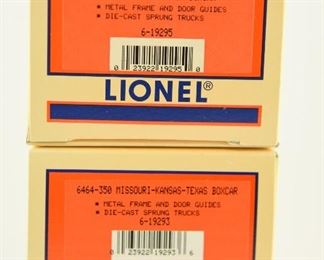 • METAL FRAME AND DOOR GUIDES
• DIE-CAST SPRUNG TRUCKS
6-19295
0 23922 19295 0
LIONEL®
6464-350 MISSOURI-KANSAS-TEXAS BOXCAR
• METAL FRAME AND DOOR GUIDES
• DIE-CAST SPRUNG TRUCKS
6-19293
0 23922 19293 6